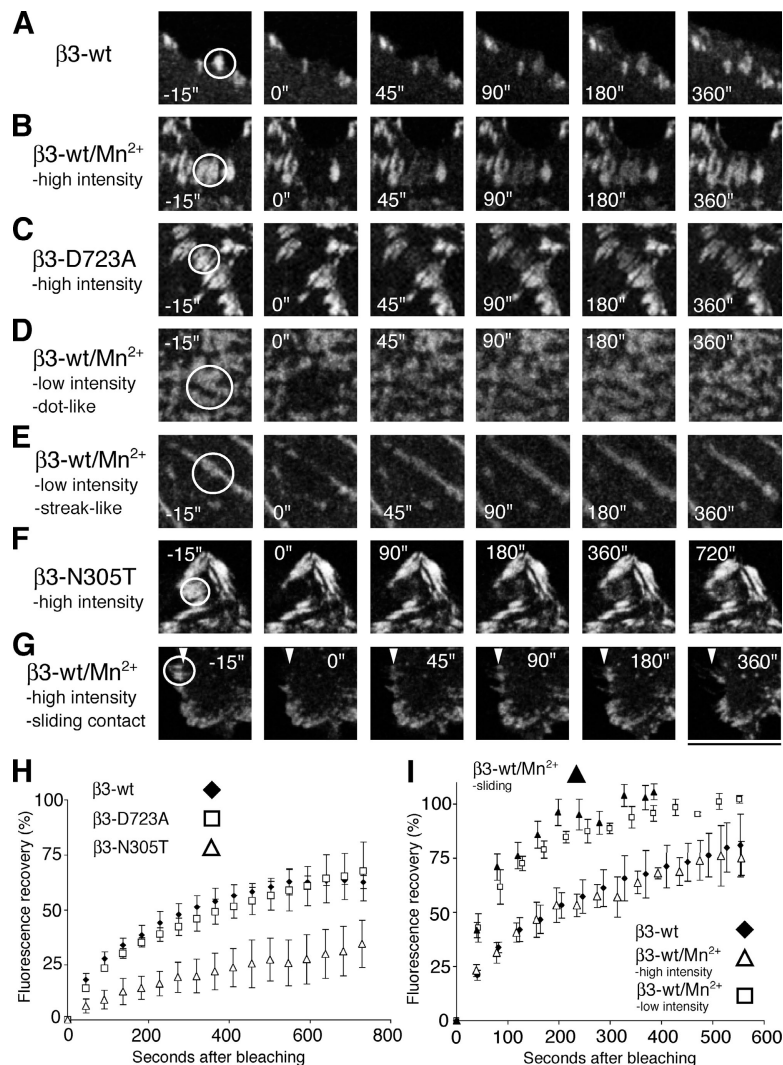 A
β3-wt
-15" 0" 45" 90" 180" 360"
B
β3-wt/Mn²⁺
-high intensity
-15" 0" 45" 90" 180" 360"
C
β3-D723A
-high intensity
-15" 0" 45" 90" 180" 360"
D
β3-wt/Mn²⁺
-low intensity
-dot-like
-15" 0" 45" 90" 180" 360"
E
β3-wt/Mn²⁺
-low intensity
-streak-like
-15" 0" 45" 90" 180" 360"
F
β3-N305T
-high intensity
-15" 0" 90" 180" 360" 720"
G
β3-wt/Mn²⁺
-high intensity
-sliding contact
-15" 0" 45" 90" 180" 360"
H
β3-wt
β3-D723A
β3-N305T
Fluorescence recovery (%)
100
75
50
25
0
0 200 400 600 800
Seconds after bleaching
I
β3-wt/Mn²⁺
-sliding
Fluorescence recovery (%)
100
75
50
25
0
0 100 200 300 400 500 600
Seconds after bleaching
β3-wt
β3-wt/Mn²⁺
-high intensity
β3-wt/Mn²⁺
-low intensity